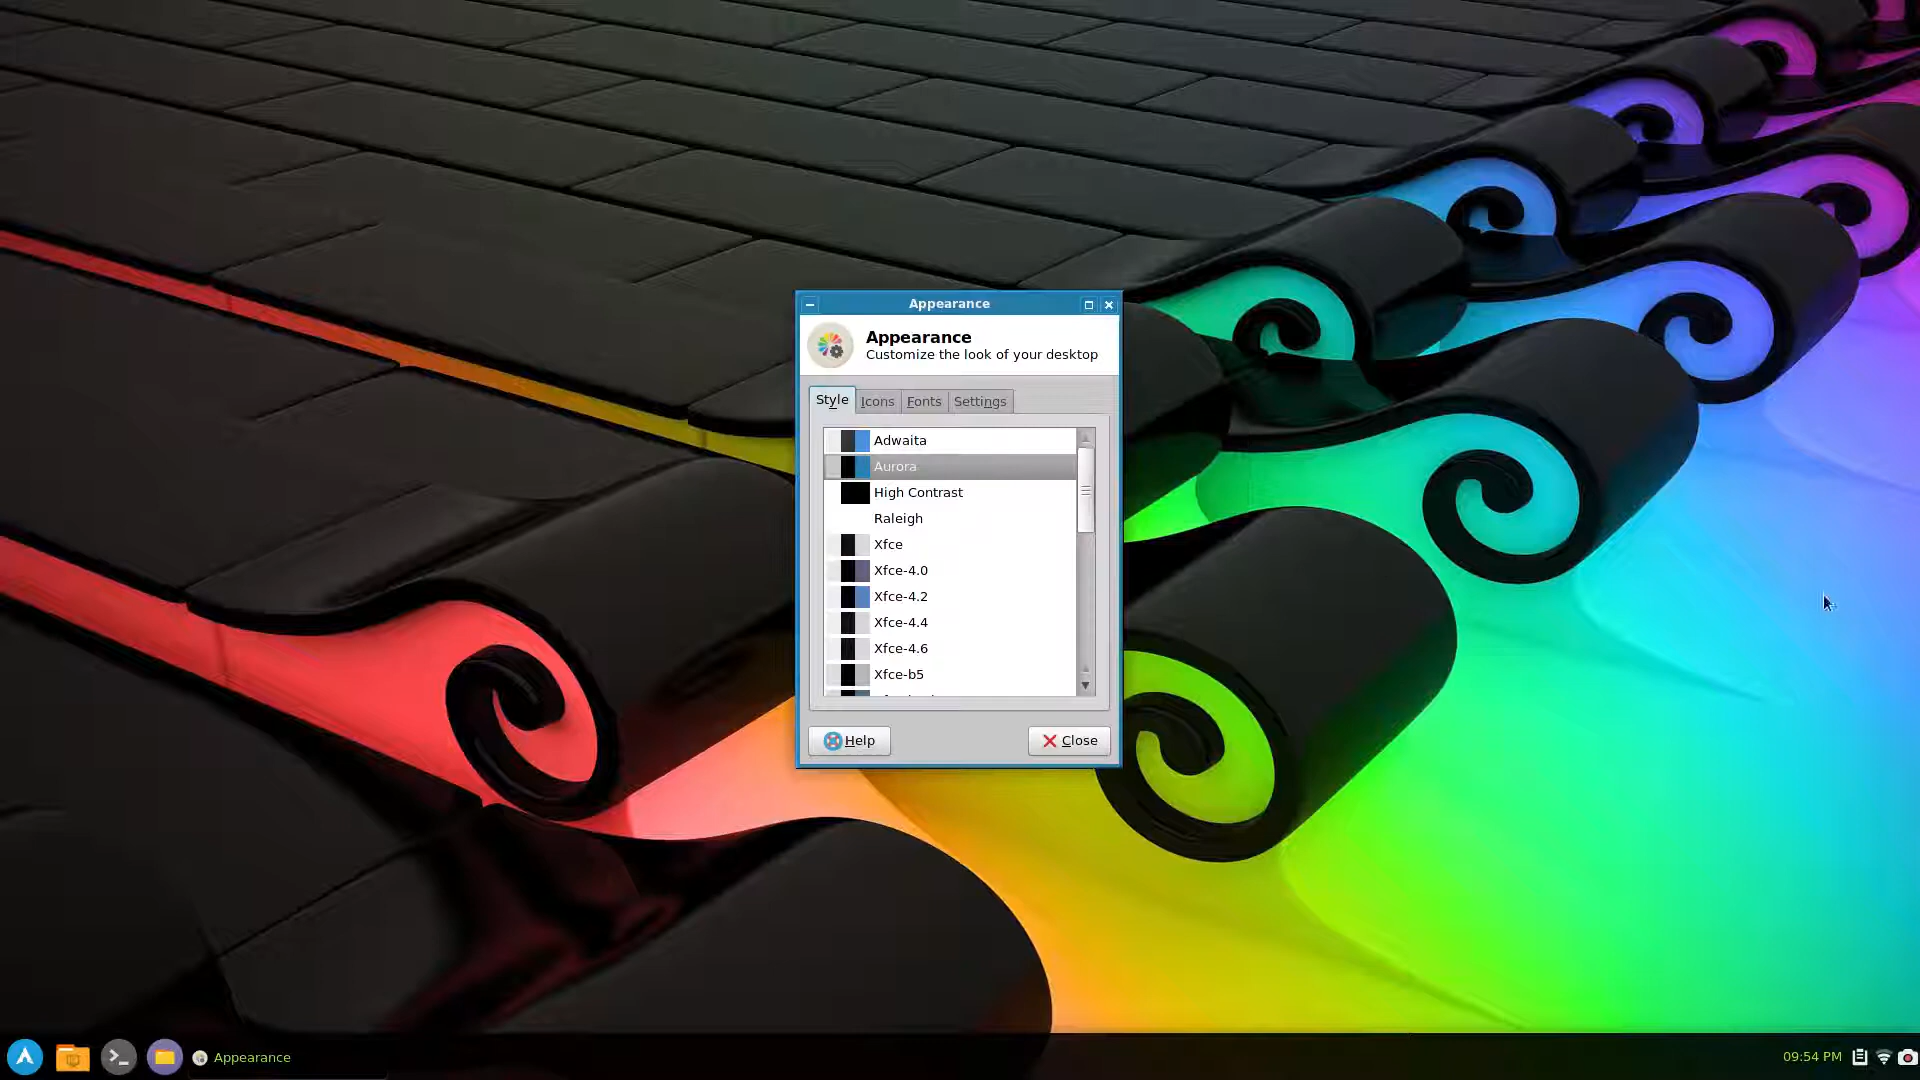 Appearance
Appearance
Customize the look of your desktop
Style
Icons
Fonts
Settings
Adwaita
Aurora
High Contrast
Raleigh
Xfce
Xfce-4.0
Xfce-4.2
Xfce-4.4
Xfce-4.6
Xfce-b5
Help
Close
Appearance
09:54 PM